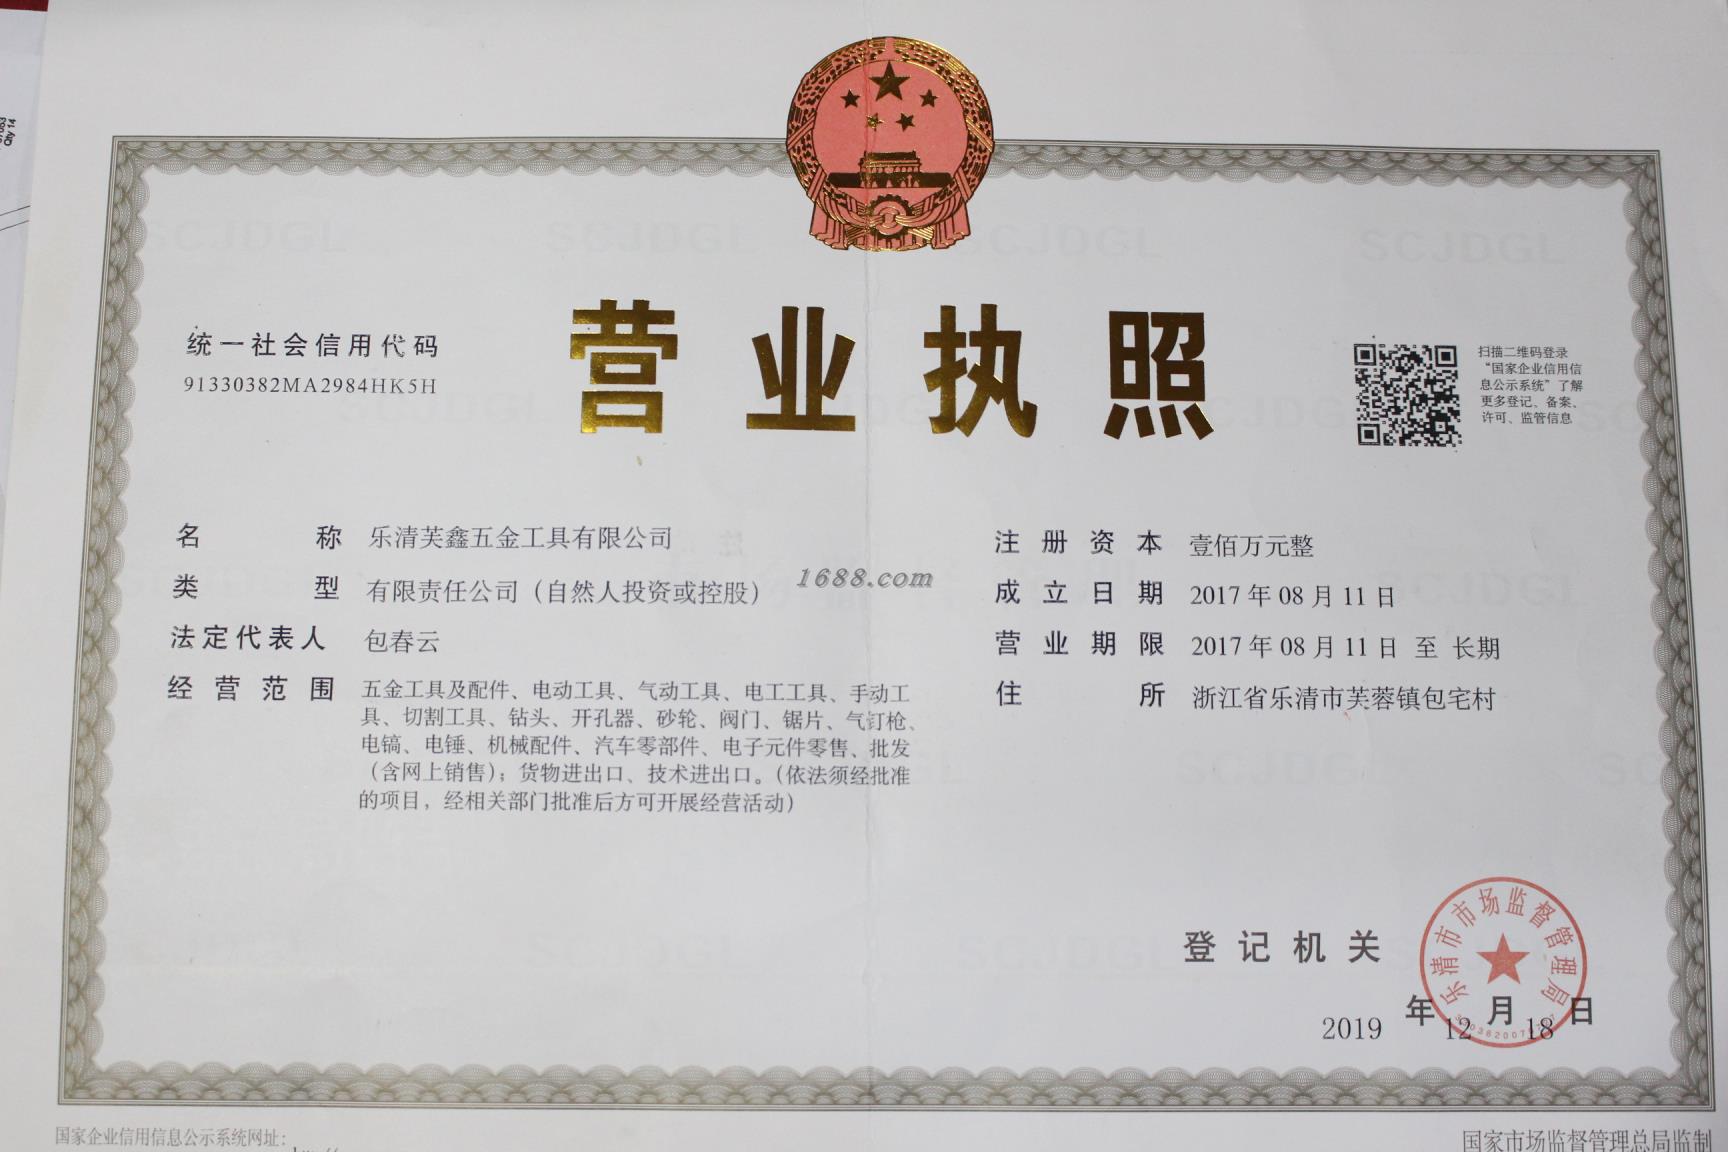 营业执照
统一社会信用代码
91330382MA2984HK5H
扫描二维码登录
“国家企业信用信
息公示系统”了解
更多登记、备案、
许可、监管信息
名称 乐清芙鑫五金工具有限公司
类型 有限责任公司（自然人投资或控股）
法定代表人 包春云
经营范围 五金工具及配件、电动工具、气动工具、电工工具、手动工
具、切割工具、钻头、开孔器、砂轮、阀门、锯片、气钉枪、
电镐、电锤、机械配件、汽车零部件、电子元件零售、批发
（含网上销售）；货物进出口、技术进出口。（依法须经批准
的项目，经相关部门批准后方可开展经营活动）
1688.com
注册资本 壹佰万元整
成立日期 2017年08月11日
营业期限 2017年08月11日 至 长期
住所 浙江省乐清市芙蓉镇包宅村
登记机关
乐清市市场监督管理局
2019年12月18日
国家企业信用信息公示系统网址：
国家市场监督管理总局监制
SCJDGL